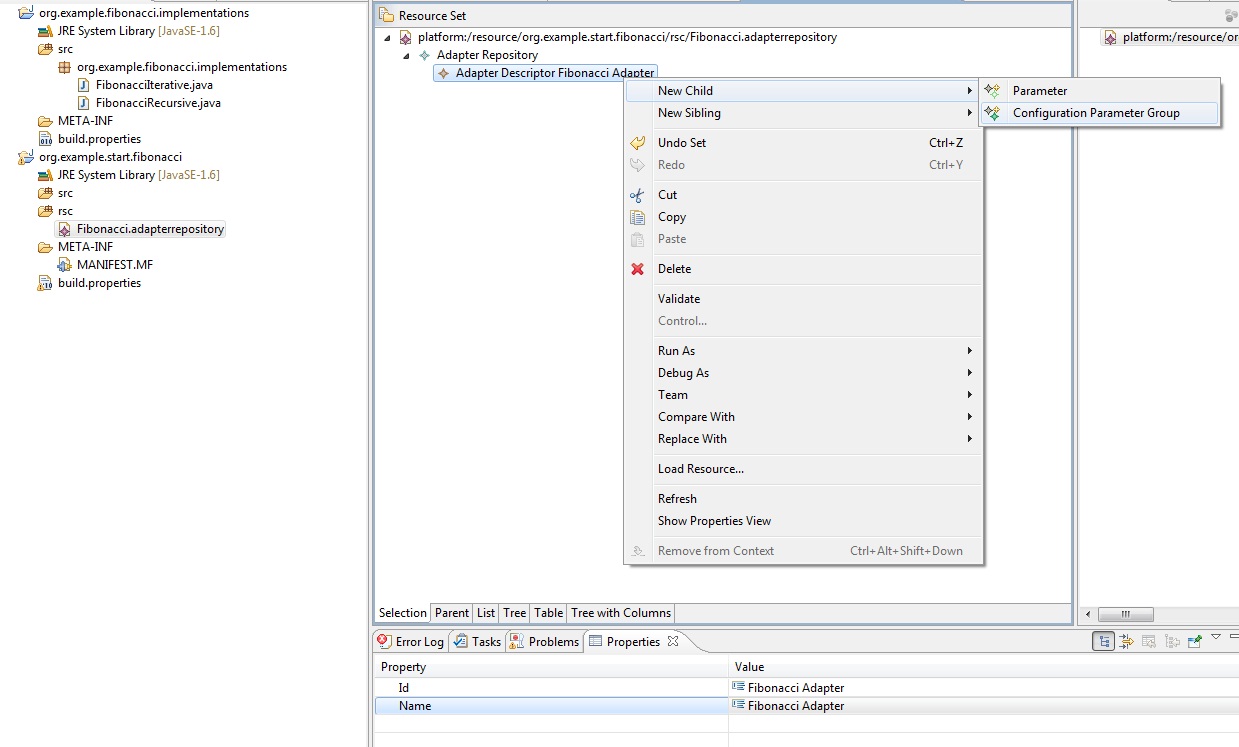 org.example.fibonacci.implementations
JRE System Library [JavaSE-1.6]
src
org.example.fibonacci.implementations
FibonacciIterative.java
FibonacciRecursive.java
META-INF
build.properties
org.example.start.fibonacci
JRE System Library [JavaSE-1.6]
src
rsc
Fibonacci.adapterrepository
META-INF
MANIFEST.MF
build.properties
Resource Set
platform:/resource/org.example.start.fibonacci/rsc/Fibonacci.adapterrepository
Adapter Repository
Adapter Descriptor Fibonacci Adapter
New Child
New Sibling
Undo Set Ctrl+Z
Redo Ctrl+Y
Cut
Copy
Paste
Delete
Validate
Control...
Run As
Debug As
Team
Compare With
Replace With
Load Resource...
Refresh
Show Properties View
Remove from Context Ctrl+Alt+Shift+Down
Parameter
Configuration Parameter Group
platform:/resource/or
Selection Parent List Tree Table Tree with Columns
Error Log Tasks Problems Properties
Property Value
Id Fibonacci Adapter
Name Fibonacci Adapter